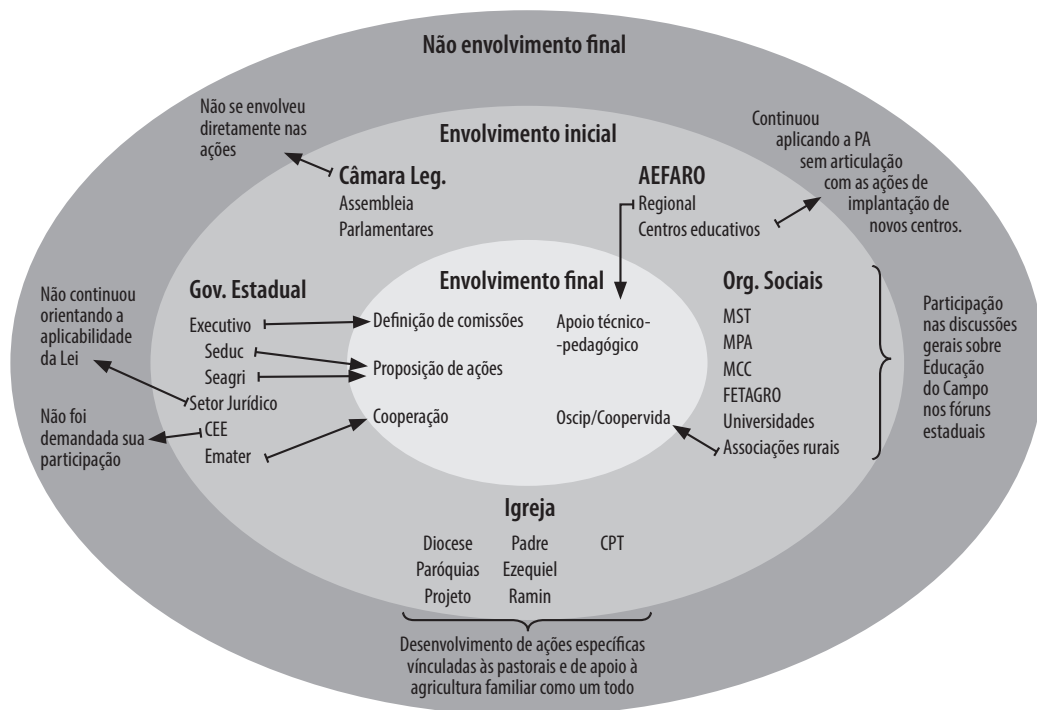 Não envolvimento final
Não se envolveu
diretamente nas
ações
Envolvimento inicial
Continuou
aplicando a PA
sem articulação
com as ações de
implantação de
novos centros.
Câmara Leg.
Assembleia
Parlamentares
AEFARO
Regional
Centros educativos
Não continuou
orientando a
aplicabilidade
da Lei
Não foi
demandada sua
participação
Gov. Estadual
Executivo
Seduc
Seagri
Setor Jurídico
CEE
Emater
Envolvimento final
Definição de comissões
Proposição de ações
Cooperação
Apoio técnico-
-pedagógico
Oscip/Coopervida
Org. Sociais
MST
MPA
MCC
FETAGRO
Universidades
Associações rurais
Participação
nas discussões
gerais sobre
Educação
do Campo
nos fóruns
estaduais
Igreja
Diocese Padre CPT
Paróquias Ezequiel
Projeto Ramin
Desenvolvimento de ações específicas
vínculadas às pastorais e de apoio à
agricultura familiar como um todo